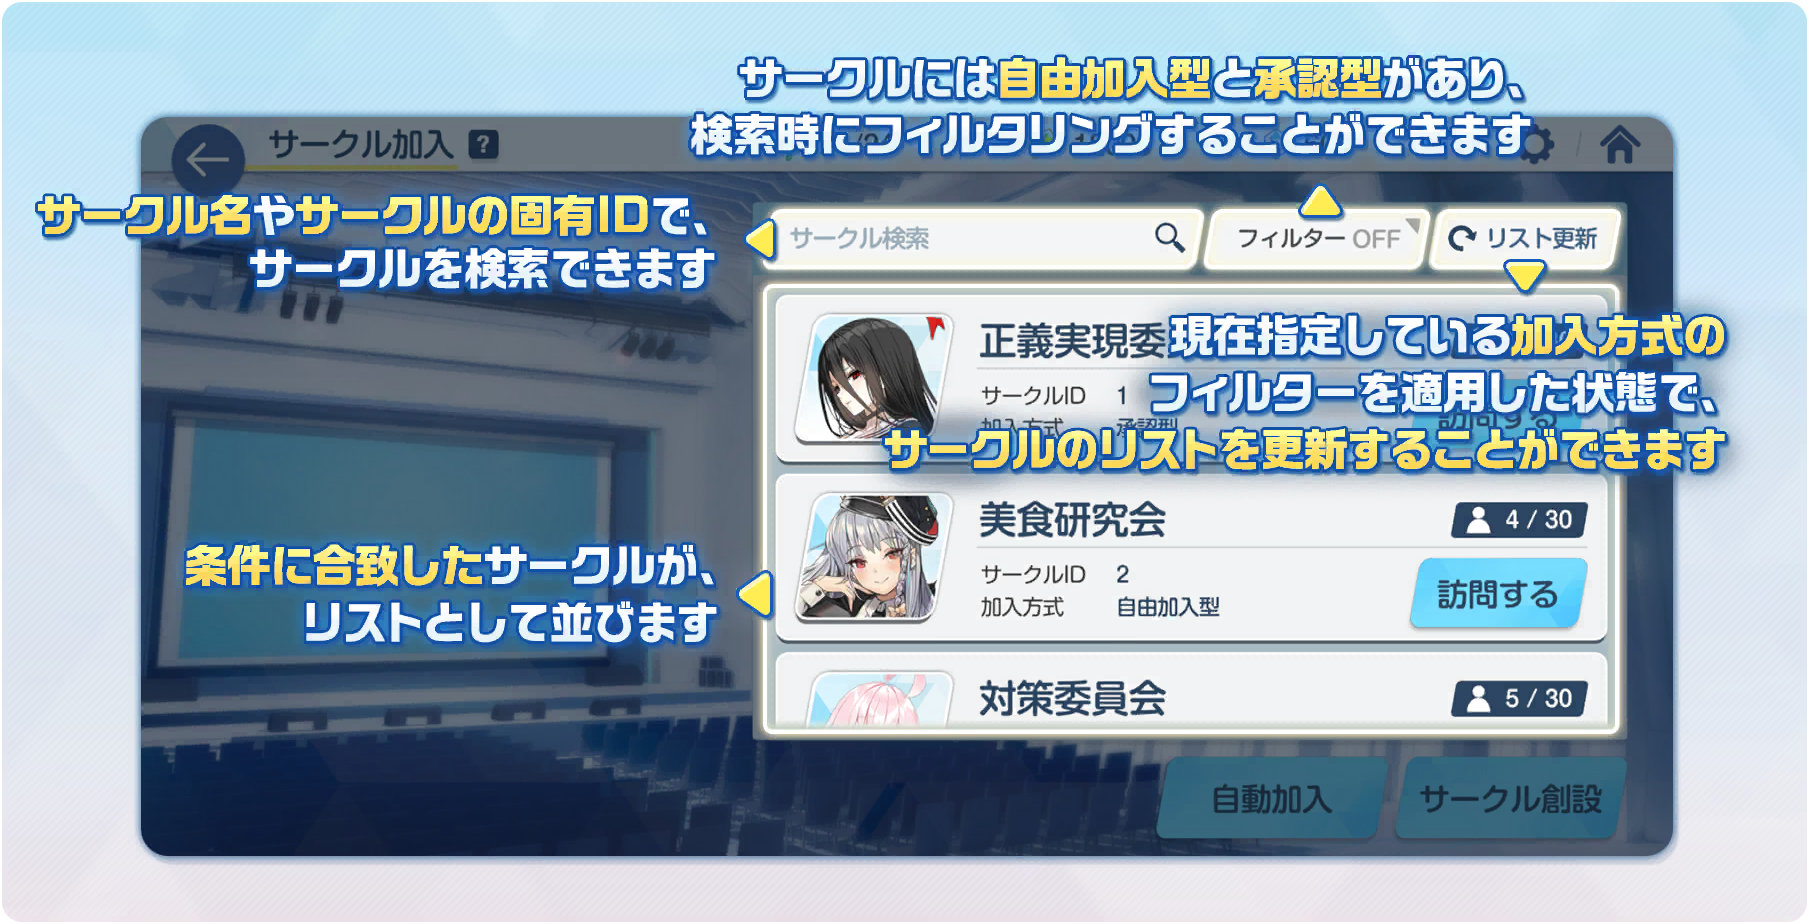 サークルには自由加入型と承認型があり、
検索時にフィルタリングすることができます
サークル加入 ?
サークル名やサークルの固有IDで、
サークルを検索できます
サークル検索
フィルター OFF
リスト更新
正義実現委
現在指定している加入方式の
フィルターを適用した状態で、
サークルのリストを更新することができます
サークルID 1
加入方式 承認型
訪問する
美食研究会
4 / 30
サークルID 2
加入方式 自由加入型
訪問する
条件に合致したサークルが、
リストとして並びます
対策委員会
5 / 30
自動加入
サークル創設